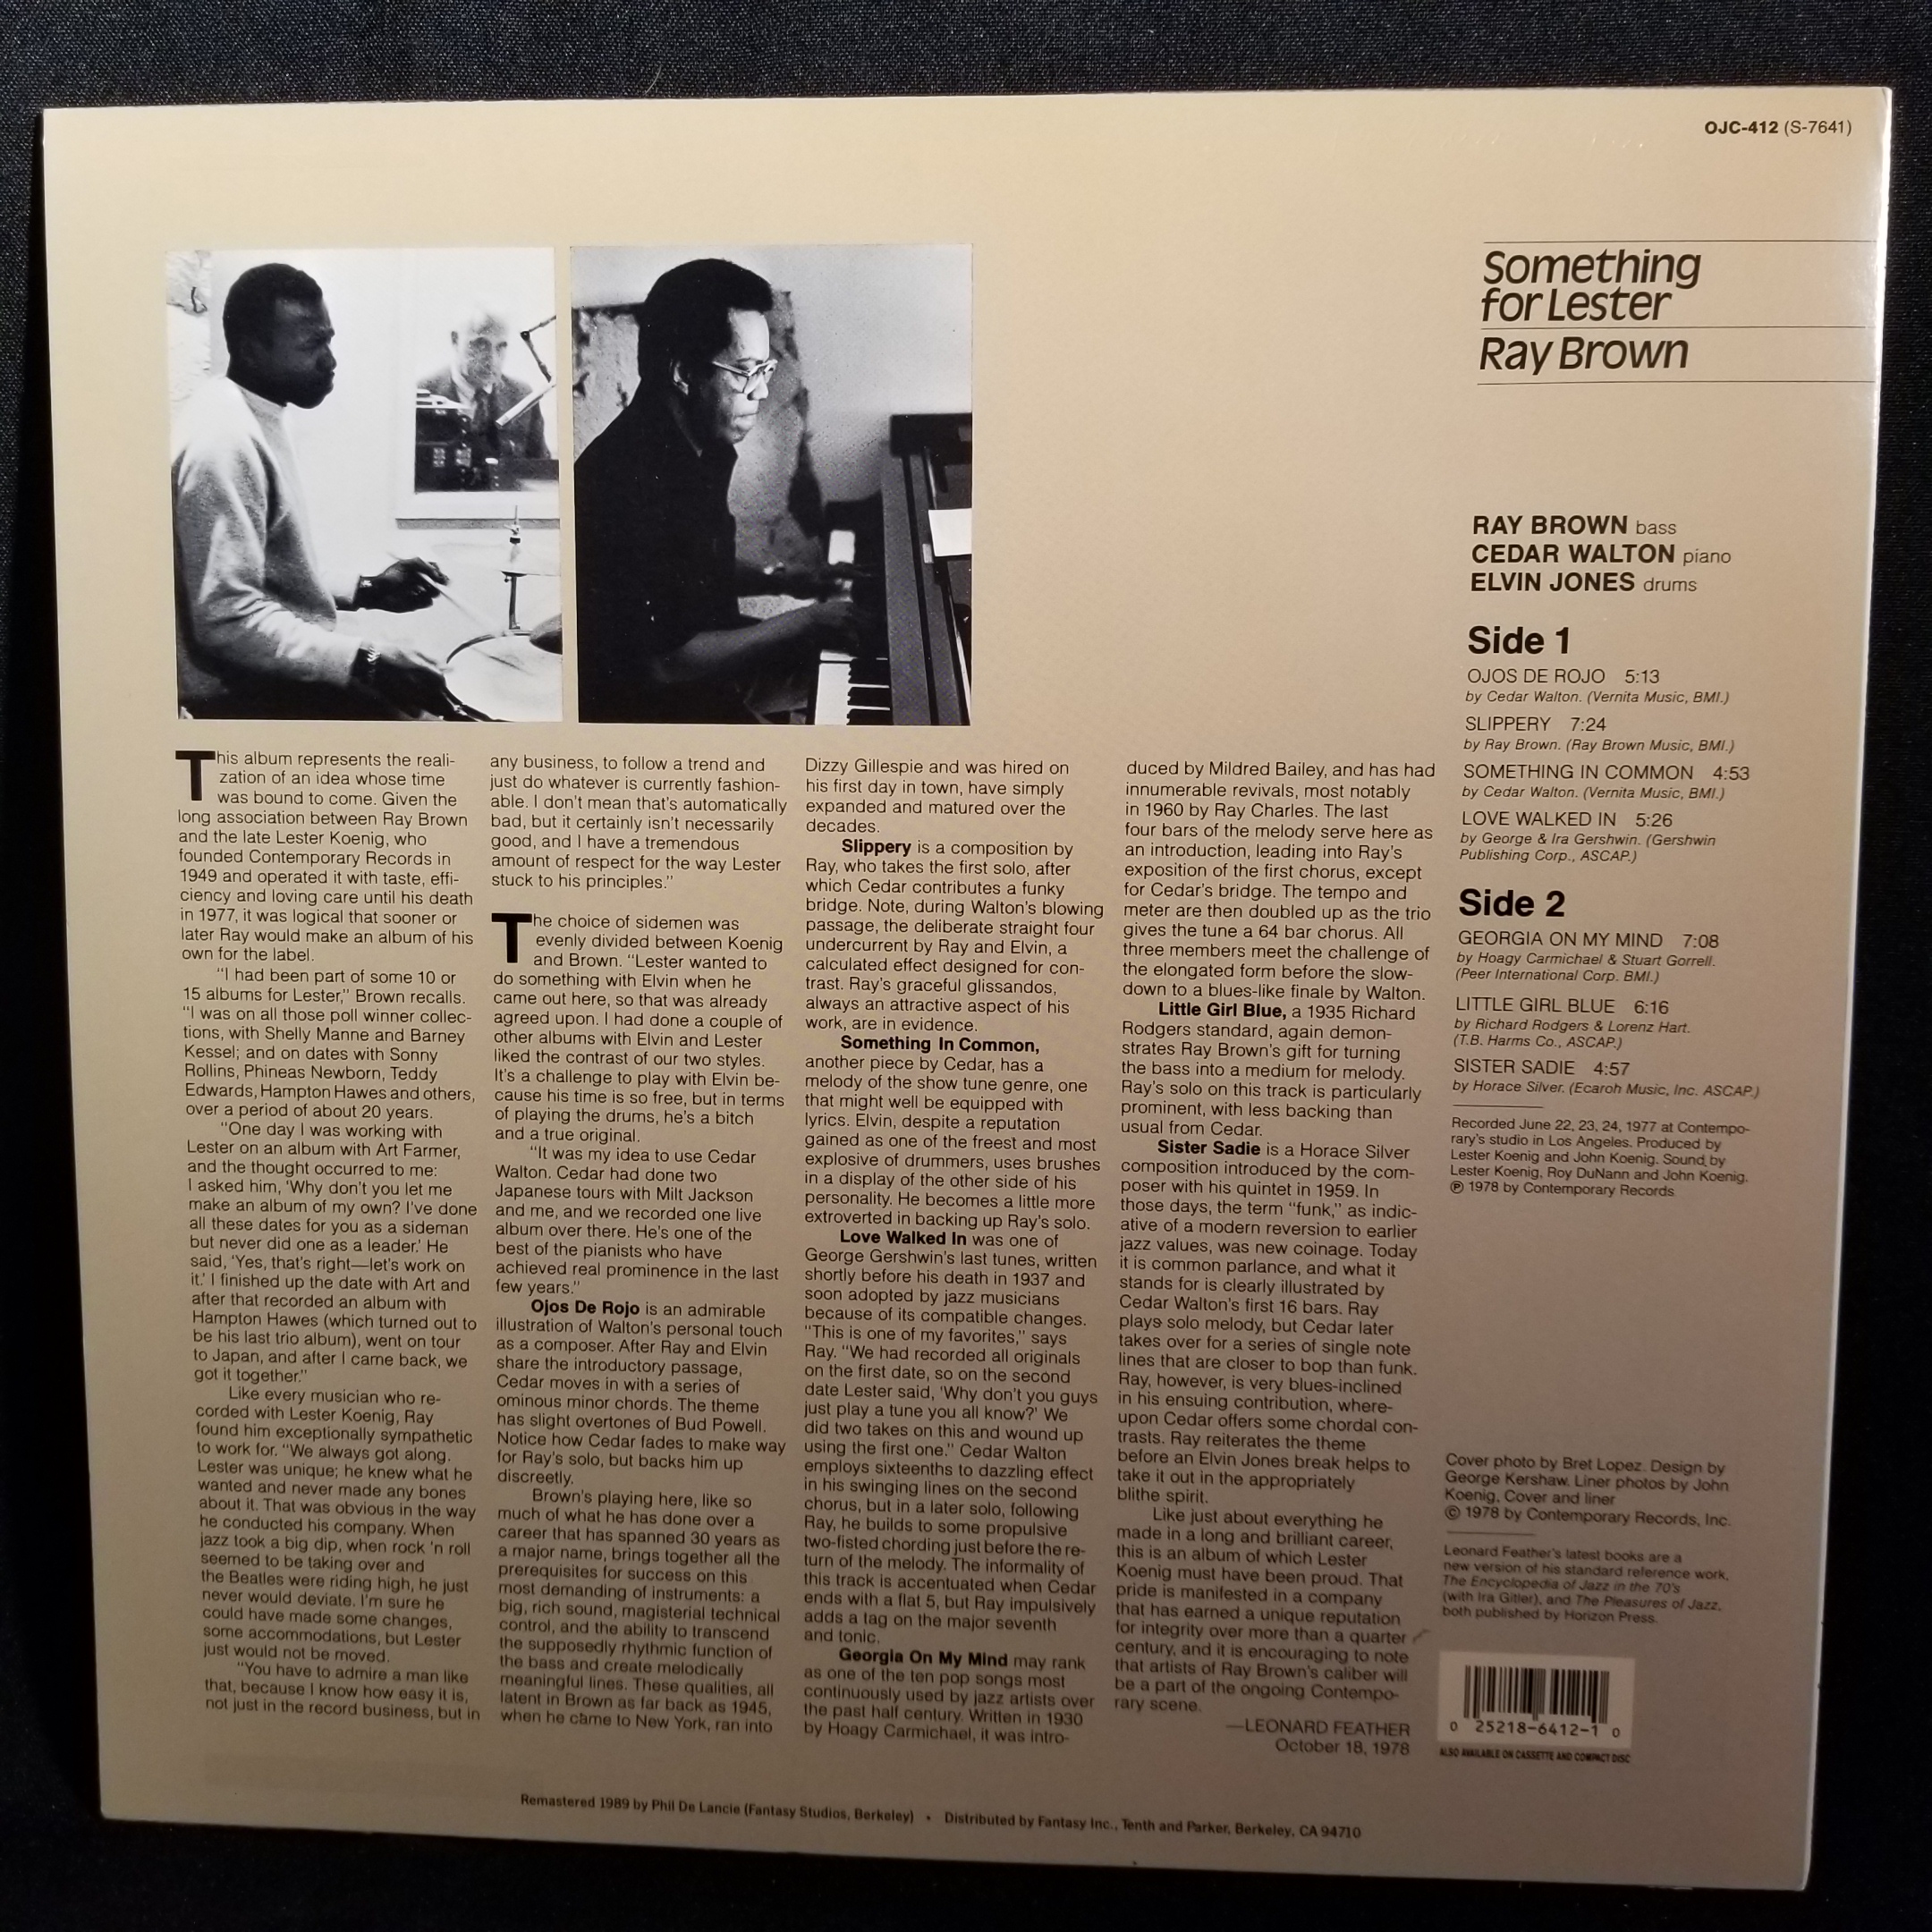 OJC-412 (S-7641)
Something
for Lester
Ray Brown
RAY BROWN bass
CEDAR WALTON piano
ELVIN JONES drums
Side 1
OJOS DE ROJO 5:13
by Cedar Walton. (Vernita Music, BMI.)
SLIPPERY 7:24
by Ray Brown. (Ray Brown Music, BMI.)
SOMETHING IN COMMON 4:53
by Cedar Walton. (Vernita Music, BMI.)
LOVE WALKED IN 5:26
by George & Ira Gershwin. (Gershwin
Publishing Corp., ASCAP.)
Side 2
GEORGIA ON MY MIND 7:08
by Hoagy Carmichael & Stuart Gorrell.
(Peer International Corp. BMI.)
LITTLE GIRL BLUE 6:16
by Richard Rodgers & Lorenz Hart.
(T.B. Harms Co., ASCAP.)
SISTER SADIE 4:57
by Horace Silver. (Ecaroh Music, Inc. ASCAP.)
Recorded June 22, 23, 24, 1977 at Contempo-
rary's studio in Los Angeles. Produced by
Lester Koenig and John Koenig. Sound by
Lester Koenig, Roy DuNann and John Koenig.
℗ 1978 by Contemporary Records.
This album represents the reali-
zation of an idea whose time
was bound to come. Given the
long association between Ray Brown
and the late Lester Koenig, who
founded Contemporary Records in
1949 and operated it with taste, effi-
ciency and loving care until his death
in 1977, it was logical that sooner or
later Ray would make an album of his
own for the label.
"I had been part of some 10 or
15 albums for Lester," Brown recalls.
"I was on all those poll winner collec-
tions, with Shelly Manne and Barney
Kessel; and on dates with Sonny
Rollins, Phineas Newborn, Teddy
Edwards, Hampton Hawes and others,
over a period of about 20 years.
"One day I was working with
Lester on an album with Art Farmer,
and the thought occurred to me:
I asked him, 'Why don't you let me
make an album of my own? I've done
all these dates for you as a sideman
but never did one as a leader.' He
said, 'Yes, that's right—let's work on
it.' I finished up the date with Art and
after that recorded an album with
Hampton Hawes (which turned out to
be his last trio album), went on tour
to Japan, and after I came back, we
got it together."
Like every musician who re-
corded with Lester Koenig, Ray
found him exceptionally sympathetic
to work for. "We always got along.
Lester was unique; he knew what he
wanted and never made any bones
about it. That was obvious in the way
he conducted his company. When
jazz took a big dip, when rock 'n roll
seemed to be taking over and
the Beatles were riding high, he just
never would deviate. I'm sure he
could have made some changes,
some accommodations, but Lester
just would not be moved.
"You have to admire a man like
that, because I know how easy it is,
not just in the record business, but in
any business, to follow a trend and
just do whatever is currently fashion-
able. I don't mean that's automatically
bad, but it certainly isn't necessarily
good, and I have a tremendous
amount of respect for the way Lester
stuck to his principles."
The choice of sidemen was
evenly divided between Koenig
and Brown. "Lester wanted to
do something with Elvin when he
came out here, so that was already
agreed upon. I had done a couple of
other albums with Elvin and Lester
liked the contrast of our two styles.
It's a challenge to play with Elvin be-
cause his time is so free, but in terms
of playing the drums, he's a bitch
and a true original.
"It was my idea to use Cedar
Walton. Cedar had done two
Japanese tours with Milt Jackson
and me, and we recorded one live
album over there. He's one of the
best of the pianists who have
achieved real prominence in the last
few years."
Ojos De Rojo is an admirable
illustration of Walton's personal touch
as a composer. After Ray and Elvin
share the introductory passage,
Cedar moves in with a series of
ominous minor chords. The theme
has slight overtones of Bud Powell.
Notice how Cedar fades to make way
for Ray's solo, but backs him up
discreetly.
Brown's playing here, like so
much of what he has done over a
career that has spanned 30 years as
a major name, brings together all the
prerequisites for success on this
most demanding of instruments: a
big, rich sound, magisterial technical
control, and the ability to transcend
the supposedly rhythmic function of
the bass and create melodically
meaningful lines. These qualities, all
latent in Brown as far back as 1945,
when he came to New York, ran into
Dizzy Gillespie and was hired on
his first day in town, have simply
expanded and matured over the
decades.
Slippery is a composition by
Ray, who takes the first solo, after
which Cedar contributes a funky
bridge. Note, during Walton's blowing
passage, the deliberate straight four
undercurrent by Ray and Elvin, a
calculated effect designed for con-
trast. Ray's graceful glissandos,
always an attractive aspect of his
work, are in evidence.
Something In Common,
another piece by Cedar, has a
melody of the show tune genre, one
that might well be equipped with
lyrics. Elvin, despite a reputation
gained as one of the freest and most
explosive of drummers, uses brushes
in a display of the other side of his
personality. He becomes a little more
extroverted in backing up Ray's solo.
Love Walked In was one of
George Gershwin's last tunes, written
shortly before his death in 1937 and
soon adopted by jazz musicians
because of its compatible changes.
"This is one of my favorites," says
Ray. "We had recorded all originals
on the first date, so on the second
date Lester said, 'Why don't you guys
just play a tune you all know?' We
did two takes on this and wound up
using the first one." Cedar Walton
employs sixteenths to dazzling effect
in his swinging lines on the second
chorus, but in a later solo, following
Ray, he builds to some propulsive
two-fisted chording just before the re-
turn of the melody. The informality of
this track is accentuated when Cedar
ends with a flat 5, but Ray impulsively
adds a tag on the major seventh
and tonic.
Georgia On My Mind may rank
as one of the ten pop songs most
continuously used by jazz artists over
the past half century. Written in 1930
by Hoagy Carmichael, it was intro-
duced by Mildred Bailey, and has had
innumerable revivals, most notably
in 1960 by Ray Charles. The last
four bars of the melody serve here as
an introduction, leading into Ray's
exposition of the first chorus, except
for Cedar's bridge. The tempo and
meter are then doubled up as the trio
gives the tune a 64 bar chorus. All
three members meet the challenge of
the elongated form before the slow-
down to a blues-like finale by Walton.
Little Girl Blue, a 1935 Richard
Rodgers standard, again demon-
strates Ray Brown's gift for turning
the bass into a medium for melody.
Ray's solo on this track is particularly
prominent, with less backing than
usual from Cedar.
Sister Sadie is a Horace Silver
composition introduced by the com-
poser with his quintet in 1959. In
those days, the term "funk," as indic-
ative of a modern reversion to earlier
jazz values, was new coinage. Today
it is common parlance, and what it
stands for is clearly illustrated by
Cedar Walton's first 16 bars. Ray
plays solo melody, but Cedar later
takes over for a series of single note
lines that are closer to bop than funk.
Ray, however, is very blues-inclined
in his ensuing contribution, where-
upon Cedar offers some chordal con-
trasts. Ray reiterates the theme
before an Elvin Jones break helps to
take it out in the appropriately
blithe spirit.
Like just about everything he
made in a long and brilliant career,
this is an album of which Lester
Koenig must have been proud. That
pride is manifested in a company
that has earned a unique reputation
for integrity over more than a quarter
century, and it is encouraging to note
that artists of Ray Brown's caliber will
be a part of the ongoing Contempo-
rary scene.
—LEONARD FEATHER
October 18, 1978
Cover photo by Bret Lopez. Design by
George Kershaw. Liner photos by John
Koenig. Cover and liner
© 1978 by Contemporary Records, Inc.
Leonard Feather's latest books are a
new version of his standard reference work,
The Encyclopedia of Jazz in the 70's
(with Ira Gitler), and The Pleasures of Jazz,
both published by Horizon Press.
0 25218-6412-1 0
ALSO AVAILABLE ON CASSETTE AND COMPACT DISC
Remastered 1989 by Phil De Lancie (Fantasy Studios, Berkeley) • Distributed by Fantasy Inc., Tenth and Parker, Berkeley, CA 94710